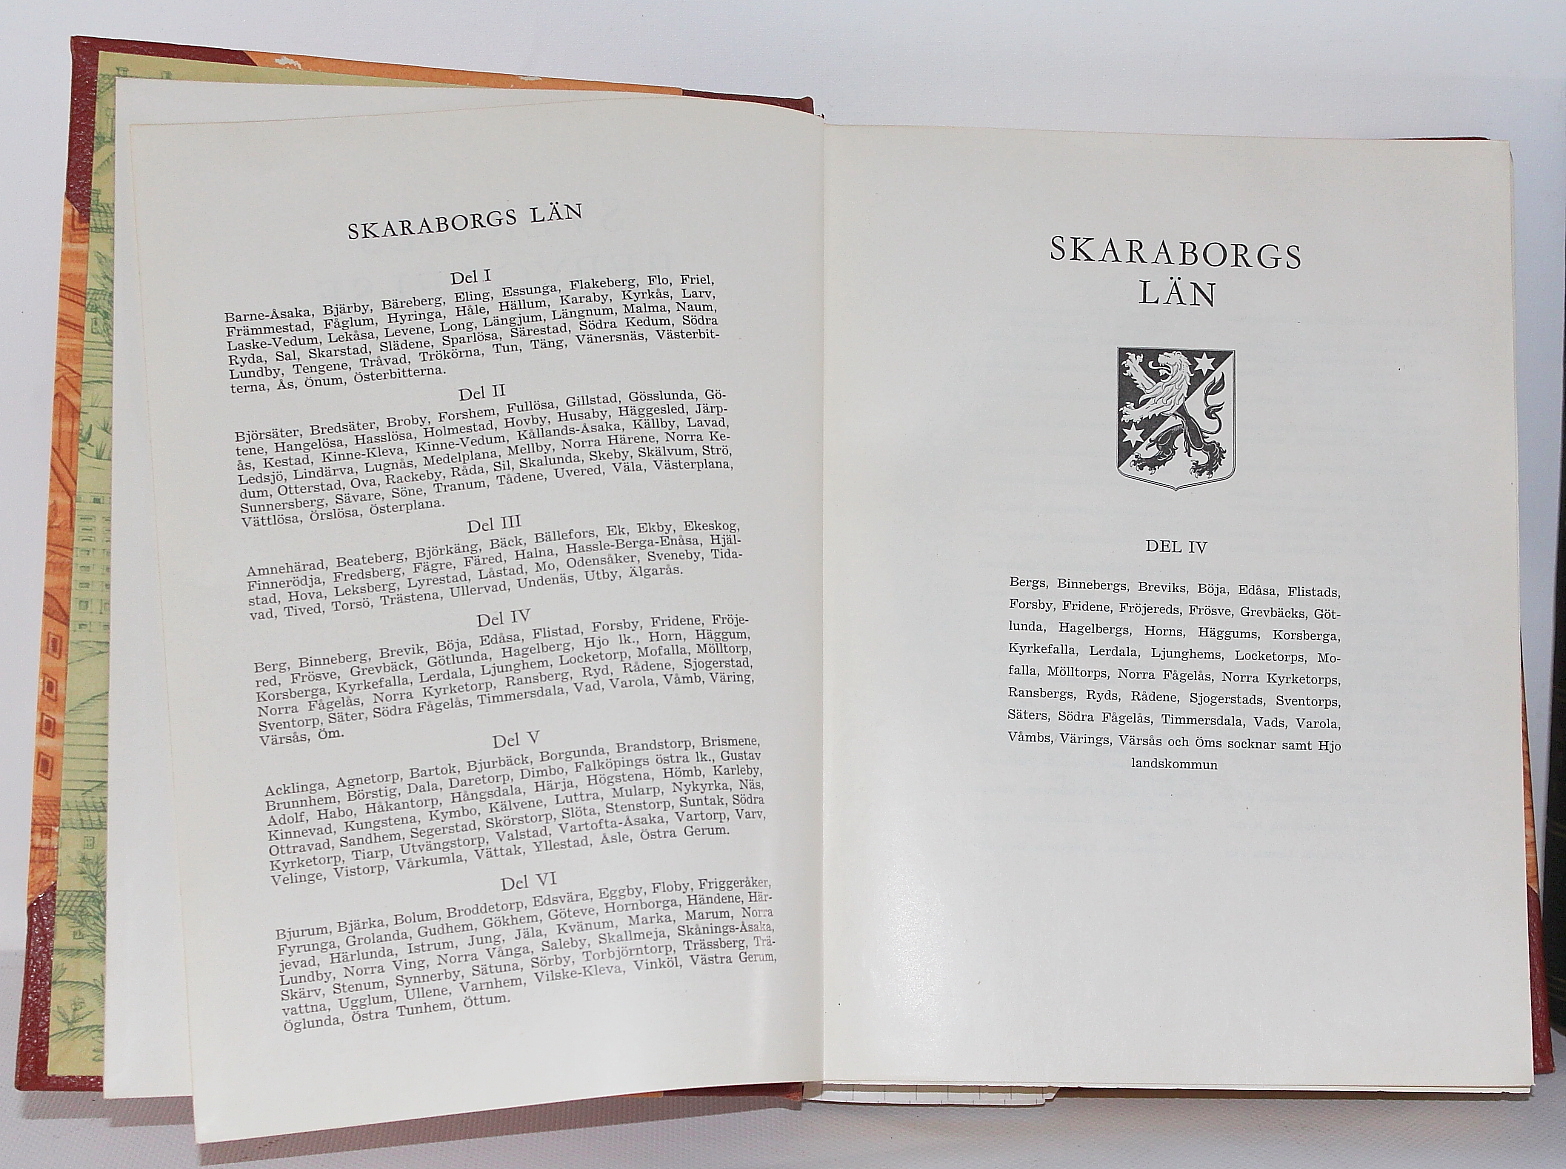 SKARABORGS LÄN
Del I
Barne-Åsaka, Bjärby, Bäreberg, Eling, Essunga, Flakeberg, Flo, Friel,
Främmestad, Fåglum, Hyringa, Håle, Hällum, Karaby, Kyrkås, Larv,
Laske-Vedum, Lekåsa, Levene, Long, Längjum, Längnum, Malma, Naum,
Ryda, Sal, Skarstad, Slädene, Sparlösa, Särestad, Södra Kedum, Södra
Lundby, Tengene, Tråvad, Trökörna, Tun, Täng, Vänersnäs, Västerbit-
terna, Ås, Önum, Österbitterna.
Del II
Björsäter, Bredsäter, Broby, Forshem, Fullösa, Gillstad, Gösslunda, Gö-
tene, Hangelösa, Hasslösa, Holmestad, Hovby, Husaby, Häggesled, Järp-
ås, Kestad, Kinne-Kleva, Kinne-Vedum, Kållands-Åsaka, Källby, Lavad,
Ledsjö, Lindärva, Lugnås, Medelplana, Mellby, Norra Härene, Norra Ke-
dum, Otterstad, Ova, Rackeby, Råda, Sil, Skalunda, Skeby, Skälvum, Strö,
Sunnersberg, Sävare, Söne, Tranum, Tådene, Uvered, Väla, Västerplana,
Vättlösa, Örslösa, Österplana.
Del III
Amnehärad, Beateberg, Björkäng, Bäck, Bällefors, Ek, Ekby, Ekeskog,
Finnerödja, Fredsberg, Fägre, Färed, Halna, Hassle-Berga-Enåsa, Hjäl-
stad, Hova, Leksberg, Lyrestad, Låstad, Mo, Odensåker, Sveneby, Tida-
vad, Tived, Torsö, Trästena, Ullervad, Undenäs, Utby, Älgarås.
Del IV
Berg, Binneberg, Brevik, Böja, Edåsa, Flistad, Forsby, Fridene, Fröje-
red, Frösve, Grevbäck, Götlunda, Hagelberg, Hjo lk., Horn, Häggum,
Korsberga, Kyrkefalla, Lerdala, Ljunghem, Locketorp, Mofalla, Mölltorp,
Norra Fågelås, Norra Kyrketorp, Ransberg, Ryd, Rådene, Sjogerstad,
Sventorp, Säter, Södra Fågelås, Timmersdala, Vad, Varola, Våmb, Väring,
Värsås, Öm.
Del V
Acklinga, Agnetorp, Bartok, Bjurbäck, Borgunda, Brandstorp, Brismene,
Brunnhem, Börstig, Dala, Daretorp, Dimbo, Falköpings östra lk., Gustav
Adolf, Habo, Håkantorp, Hångsdala, Härja, Högstena, Hömb, Karleby,
Kinnevad, Kungstena, Kymbo, Kälvene, Luttra, Mularp, Nykyrka, Näs,
Ottravad, Sandhem, Segerstad, Skörstorp, Slöta, Stenstorp, Suntak, Södra
Kyrketorp, Tiarp, Utvängstorp, Valstad, Vartofta-Åsaka, Vartorp, Varv,
Velinge, Vistorp, Vårkumla, Vättak, Yllestad, Åsle, Östra Gerum.
Del VI
Bjurum, Bjärka, Bolum, Broddetorp, Edsvära, Eggby, Floby, Friggeråker,
Fyrunga, Grolanda, Gudhem, Gökhem, Göteve, Hornborga, Händene, Här-
jevad, Härlunda, Istrum, Jung, Jäla, Kvänum, Marka, Marum, Norra
Lundby, Norra Ving, Norra Vånga, Saleby, Skallmeja, Skånings-Åsaka,
Skärv, Stenum, Synnerby, Sätuna, Sörby, Torbjörntorp, Trässberg, Trä-
vattna, Ugglum, Ullene, Varnhem, Vilske-Kleva, Vinköl, Västra Gerum,
Öglunda, Östra Tunhem, Öttum.
SKARABORGS
LÄN
DEL IV
Bergs, Binnebergs, Breviks, Böja, Edåsa, Flistads,
Forsby, Fridene, Fröjereds, Frösve, Grevbäcks, Göt-
lunda, Hagelbergs, Horns, Häggums, Korsberga,
Kyrkefalla, Lerdala, Ljunghems, Locketorps, Mo-
falla, Mölltorps, Norra Fågelås, Norra Kyrketorps,
Ransbergs, Ryds, Rådene, Sjogerstads, Sventorps,
Säters, Södra Fågelås, Timmersdala, Vads, Varola,
Våmbs, Värings, Värsås och Öms socknar samt Hjo
landskommun